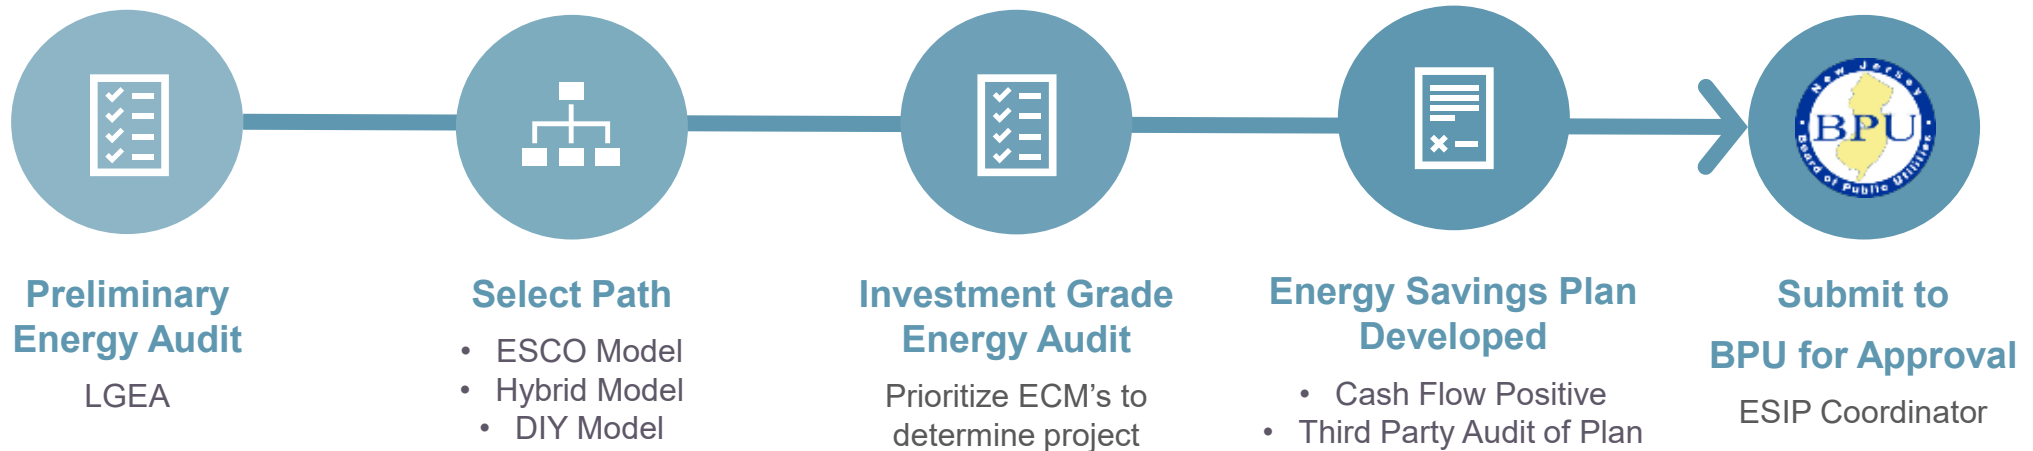 Preliminary
Energy Audit
LGEA
Select Path
• ESCO Model
• Hybrid Model
• DIY Model
Investment Grade
Energy Audit
Prioritize ECM's to
determine project
Energy Savings Plan
Developed
• Cash Flow Positive
• Third Party Audit of Plan
New Jersey
BPU
Board of Public Utilities
Submit to
BPU for Approval
ESIP Coordinator